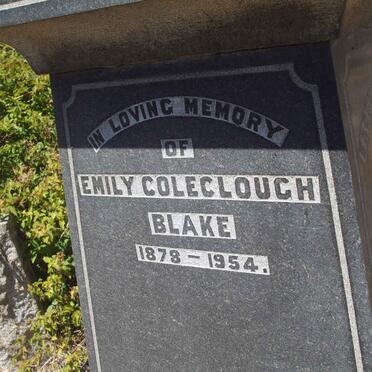 IN LOVING MEMORY
OF
EMILY COLECLOUGH
BLAKE
1878 – 1954.